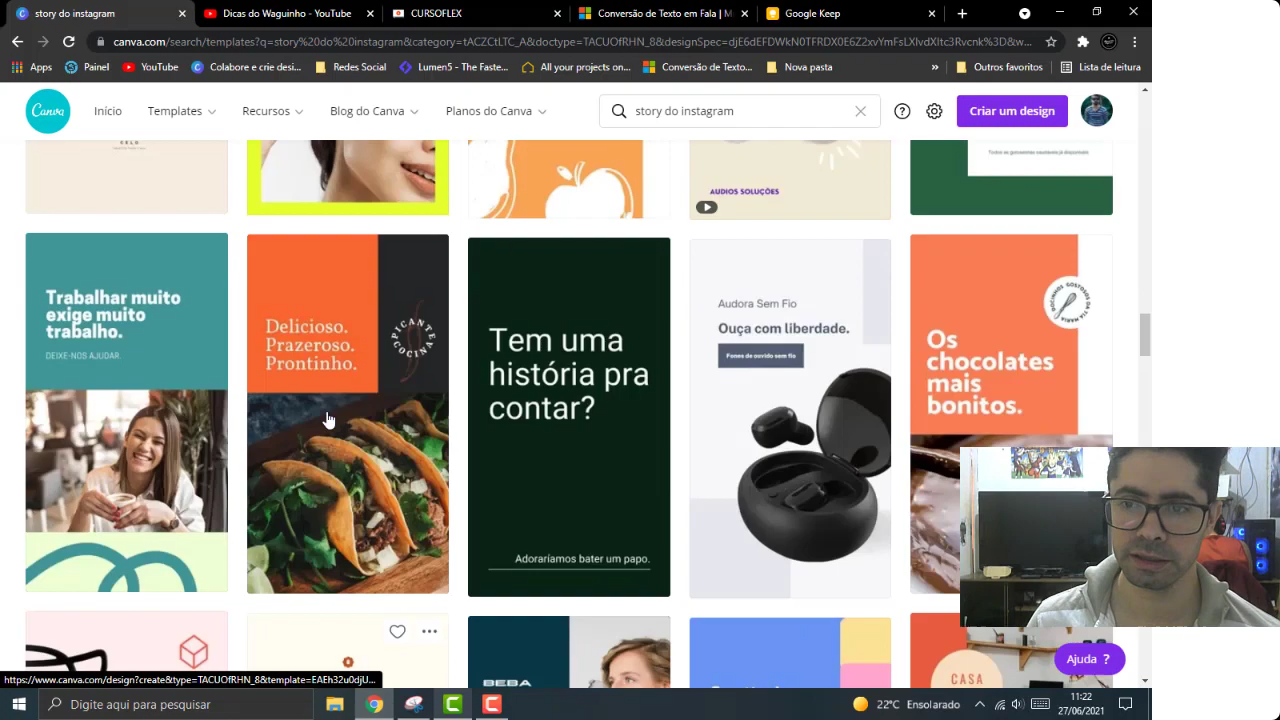 story do instagram
Dias do Waguinho - YouTube
CURSOFLEX
Conversão de Texto em Fala | M
Google Keep
canva.com/search/templates?q=story%20do%20instagram&category=tACZCtLTC_A&doctype=TACUOfRHN_8&designSpec=
Apps
Painel
YouTube
Colabore e crie desi...
Redes Social
Lumen5 - The Faste...
All your projects on...
Conversão de Texto...
Nova pasta
»
Outros favoritos
Lista de leitura
Canva
Início
Templates
Recursos
Blog do Canva
Planos do Canva
story do instagram
Criar um design
AUDIOS SOLUÇÕES
Trabalhar muito
exige muito
trabalho.
DEIXE-NOS AJUDAR.
Delicioso.
Prazeroso.
Prontinho.
PICANTE
COCINA
Tem uma
história pra
contar?
Adoraríamos bater um papo.
Audora Sem Fio
Ouça com liberdade.
Fones de ouvido sem fio
Os
chocolates
mais
bonitos.
DOCINHOS GOSTOSOS DA TIA MARIA
BEBA
CASA
Ajuda ?
Digite aqui para pesquisar
22°C Ensolarado
11:22
27/06/2021